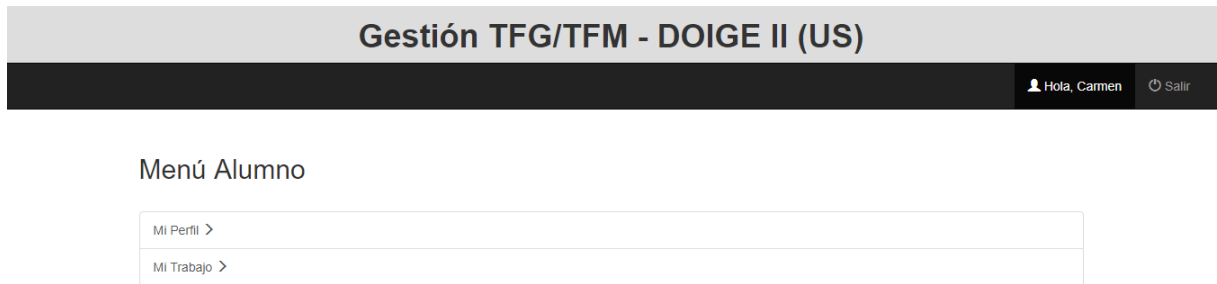 Gestión TFG/TFM - DOIGE II (US)
Hola, Carmen Salir
Menú Alumno
Mi Perfil
Mi Trabajo